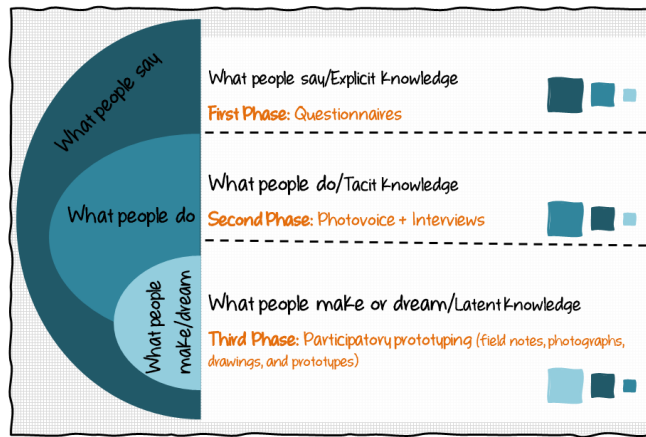 What people say
What people do
What people
make/dream
What people say/Explicit Knowledge
First Phase: Questionnaires
What people do/Tacit Knowledge
Second Phase: Photovoice + Interviews
What people make or dream/Latent Knowledge
Third Phase: Participatory prototyping (field notes, photographs,
drawings, and prototypes)